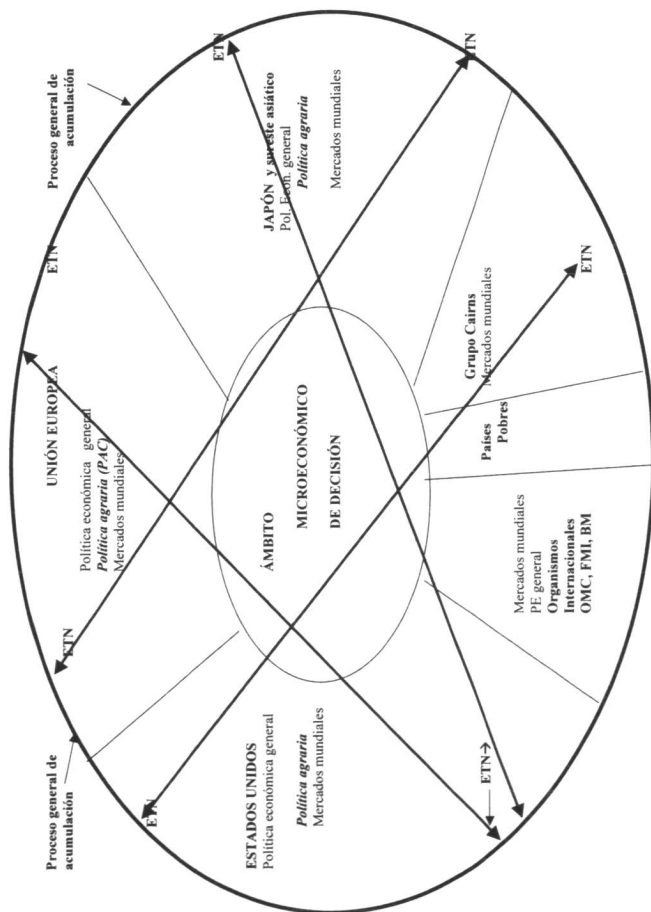 Proceso general de
acumulación
ETN
UNIÓN EUROPEA
ETN
Proceso general de
acumulación
ETN
Política económica general
Política agraria (PAC)
Mercados mundiales
ETN
ESTADOS UNIDOS
Política económica general
Política agraria
Mercados mundiales
ÁMBITO
MICROECONÓMICO
DE DECISIÓN
JAPÓN y sureste asiático
Pol, Econ. general
Política agraria
Mercados mundiales
ETN→
Mercados mundiales
PE general
Organismos
Internacionales
OMC, FMI, BM
Países
Pobres
Grupo Cairns
Mercados mundiales
ETN
ETN